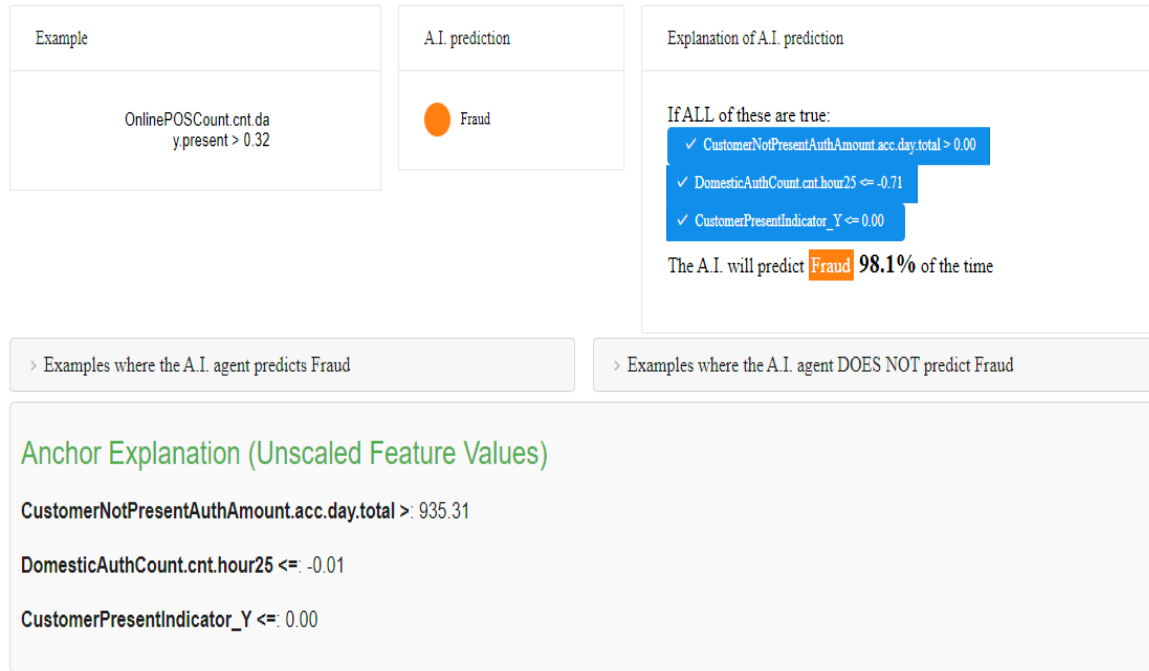 Example
OnlinePOSCount.cnt.da
y.present > 0.32
A.I. prediction
Fraud
Explanation of A.I. prediction
If ALL of these are true:
✓ CustomerNotPresentAuthAmount.acc.day.total > 0.00
✓ DomesticAuthCount.cnt.hour25 <= -0.71
✓ CustomerPresentIndicator_Y <= 0.00
The A.I. will predict Fraud 98.1% of the time
> Examples where the A.I. agent predicts Fraud
> Examples where the A.I. agent DOES NOT predict Fraud
Anchor Explanation (Unscaled Feature Values)
CustomerNotPresentAuthAmount.acc.day.total >: 935.31
DomesticAuthCount.cnt.hour25 <=: -0.01
CustomerPresentIndicator_Y <=: 0.00